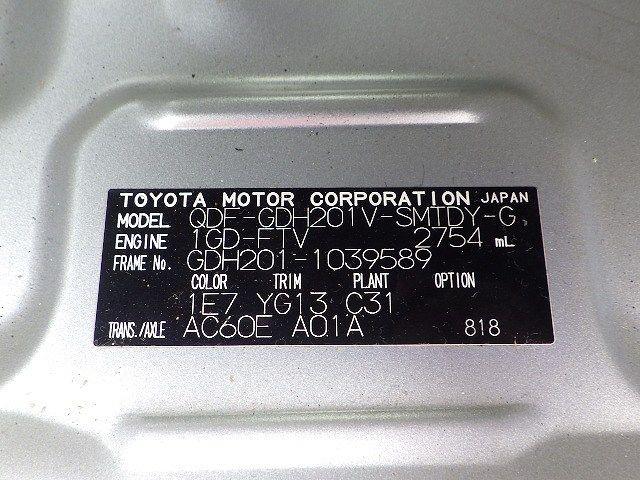 TOYOTA MOTOR CORPORATION JAPAN
MODEL QDF-GDH201V-SMTDY-G
ENGINE 1GD-FTV 2754 mL
FRAME No. GDH201-1039589
COLOR TRIM PLANT OPTION
1E7 YG13 C31
TRANS./AXLE AC60E A01A 818